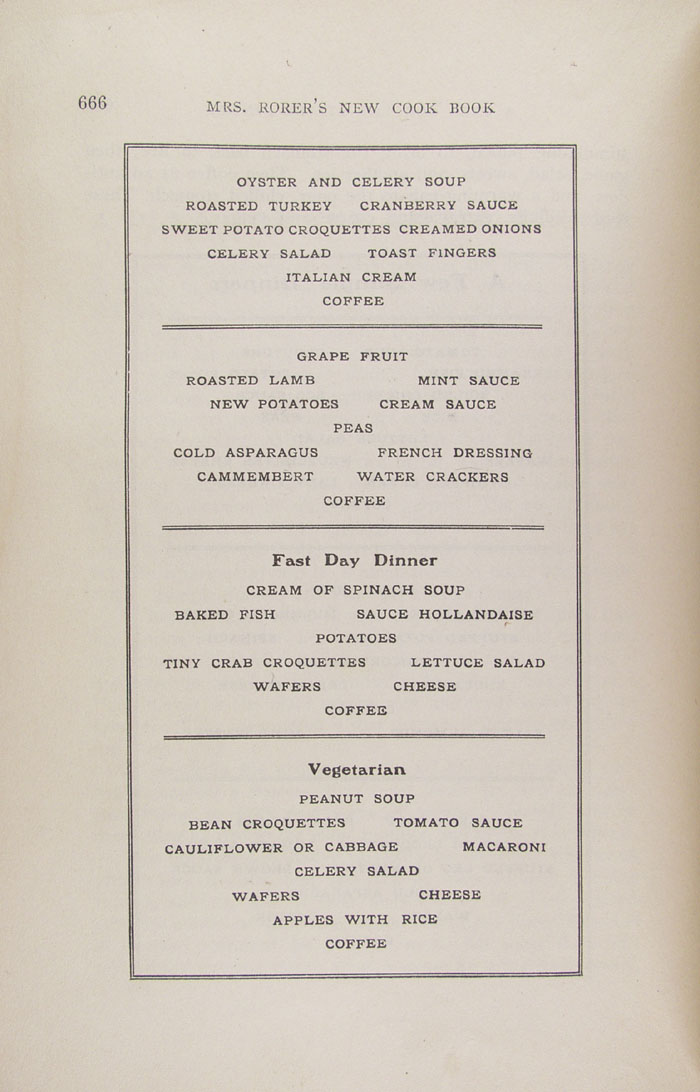 666
MRS. RORER'S NEW COOK BOOK
OYSTER AND CELERY SOUP
ROASTED TURKEY CRANBERRY SAUCE
SWEET POTATO CROQUETTES CREAMED ONIONS
CELERY SALAD TOAST FINGERS
ITALIAN CREAM
COFFEE
GRAPE FRUIT
ROASTED LAMB MINT SAUCE
NEW POTATOES CREAM SAUCE
PEAS
COLD ASPARAGUS FRENCH DRESSING
CAMMEMBERT WATER CRACKERS
COFFEE
Fast Day Dinner
CREAM OF SPINACH SOUP
BAKED FISH SAUCE HOLLANDAISE
POTATOES
TINY CRAB CROQUETTES LETTUCE SALAD
WAFERS CHEESE
COFFEE
Vegetarian
PEANUT SOUP
BEAN CROQUETTES TOMATO SAUCE
CAULIFLOWER OR CABBAGE MACARONI
CELERY SALAD
WAFERS CHEESE
APPLES WITH RICE
COFFEE